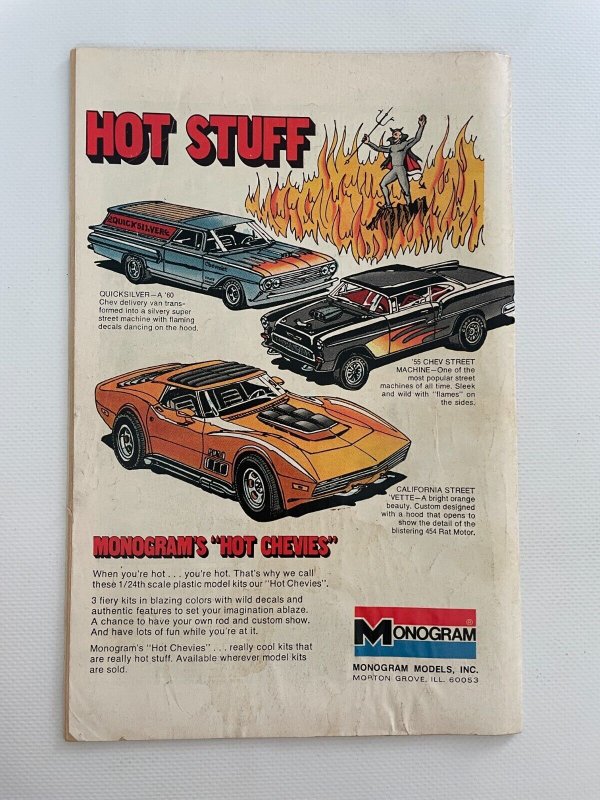 HOT STUFF
QUICKSILVER
QUICKSILVER—A '60
Chev delivery van trans-
formed into a silvery super
street machine with flaming
decals dancing on the hood.
'55 CHEV STREET
MACHINE—One of the
most popular street
machines of all time. Sleek
and wild with "flames" on
the sides.
CALIFORNIA STREET
'VETTE—A bright orange
beauty. Custom designed
with a hood that opens to
show the detail of the
blistering 454 Rat Motor.
MONOGRAM'S "HOT CHEVIES"
When you're hot . . . you're hot. That's why we call
these 1/24th scale plastic model kits our "Hot Chevies".
3 fiery kits in blazing colors with wild decals and
authentic features to set your imagination ablaze.
A chance to have your own rod and custom show.
And have lots of fun while you're at it.
Monogram's "Hot Chevies" . . . really cool kits that
are really hot stuff. Available wherever model kits
are sold.
MONOGRAM ®
MONOGRAM MODELS, INC.
MORTON GROVE, ILL. 60053